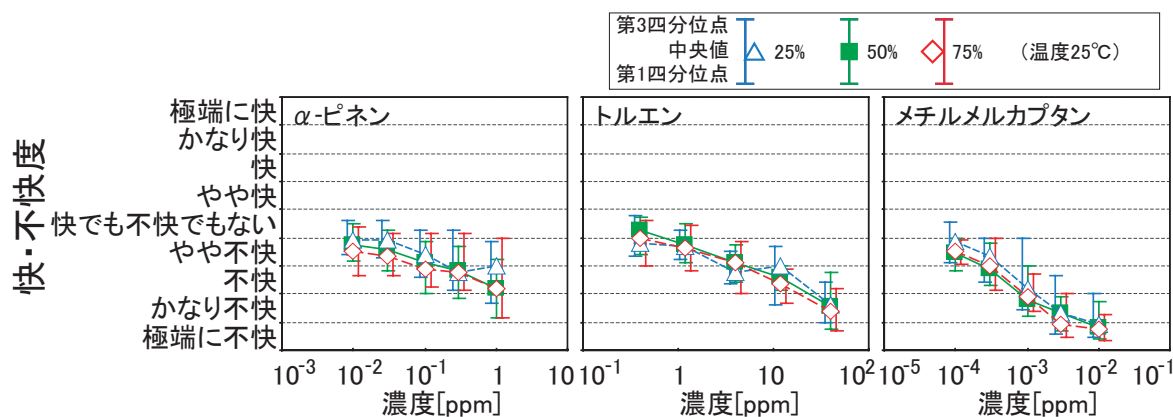 第3四分位点
中央値
第1四分位点
25%
50%
75%
(温度25℃)
快・不快度
極端に快
かなり快
快
やや快
快でも不快でもない
やや不快
不快
かなり不快
極端に不快
α-ピネン
トルエン
メチルメルカプタン
10-3 10-2 10-1 1 10
10-1 1 10 102
10-5 10-4 10-3 10-2 10-1
濃度[ppm]
濃度[ppm]
濃度[ppm]